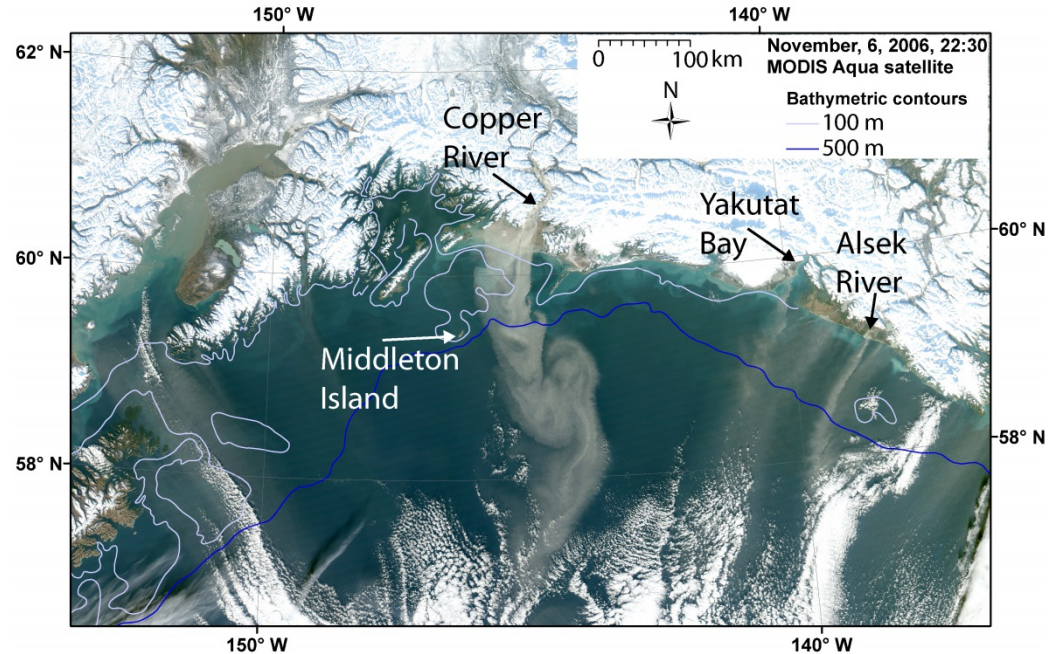 150° W
140° W
62° N
November, 6, 2006, 22:30
MODIS Aqua satellite
0 100 km
N
Bathymetric contours
100 m
500 m
Copper
River
Yakutat
Bay
Alsek
River
60° N
60° N
Middleton
Island
58° N
58° N
150° W
140° W